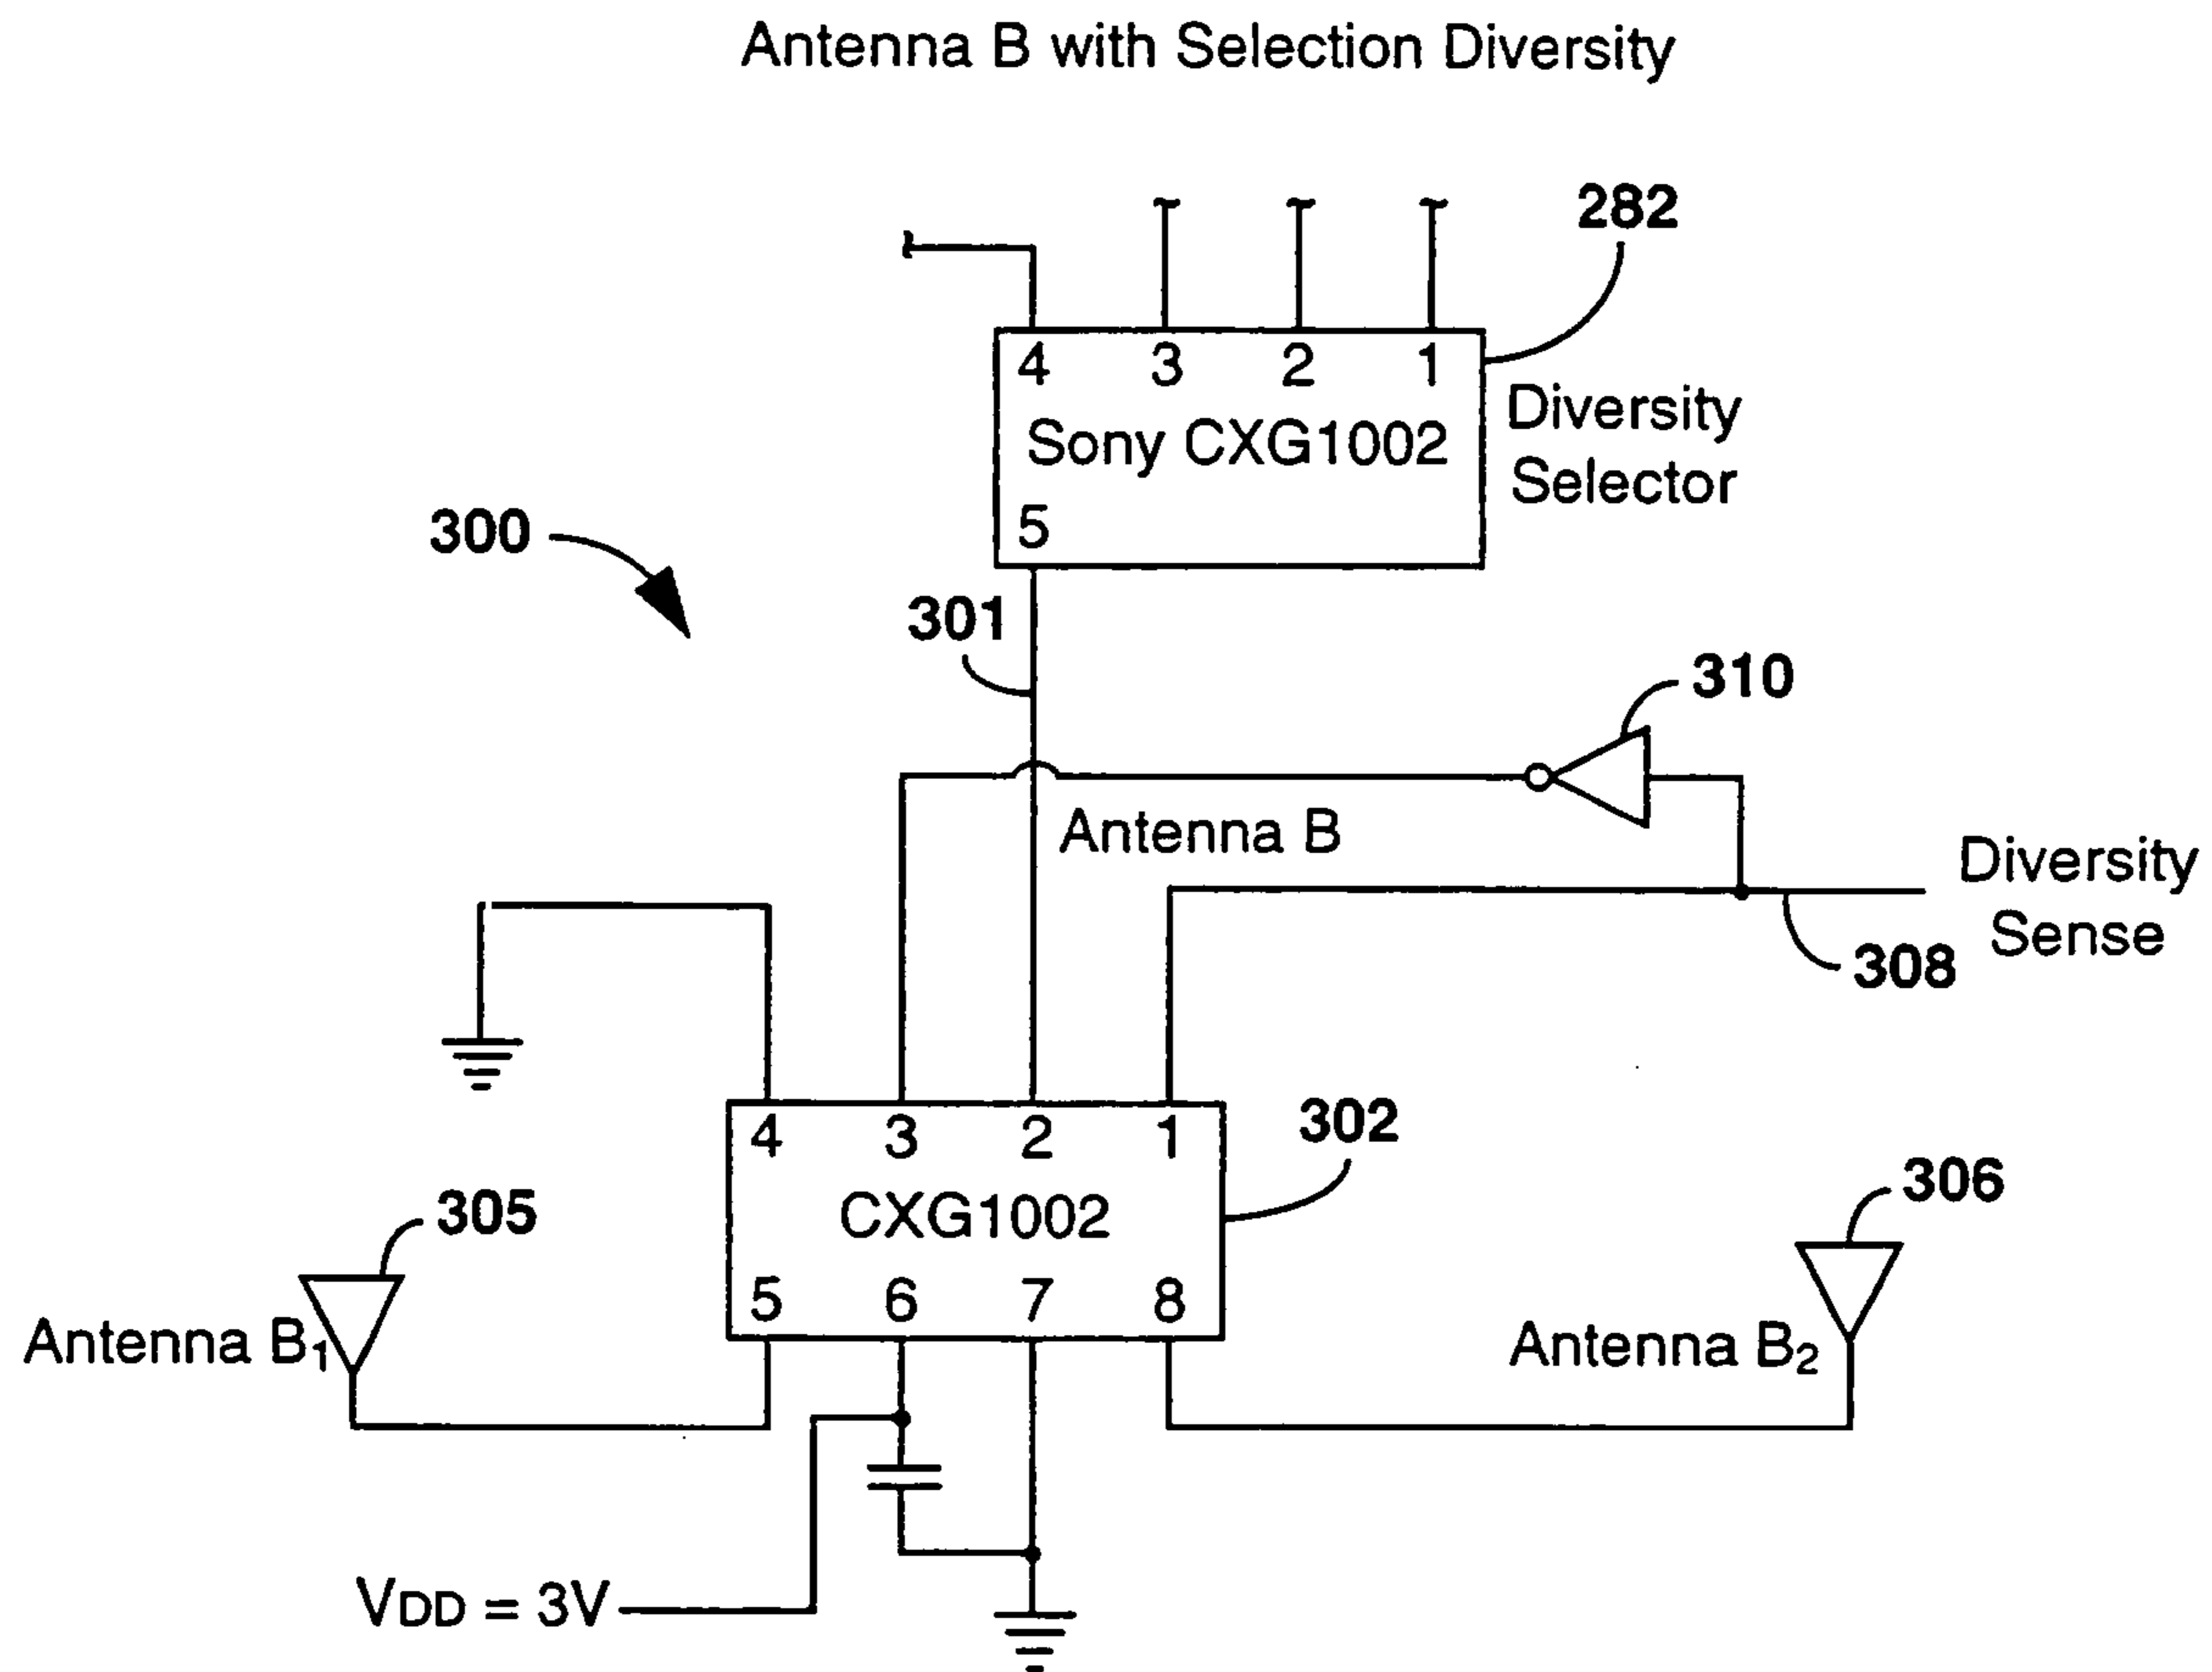 Antenna B with Selection Diversity
282
4 3 2 1
Sony CXG1002
5
Diversity
Selector
300
301
310
Antenna B
Diversity
Sense
308
4 3 2 1
CXG1002
5 6 7 8
302
305
Antenna B1
306
Antenna B2
VDD = 3V